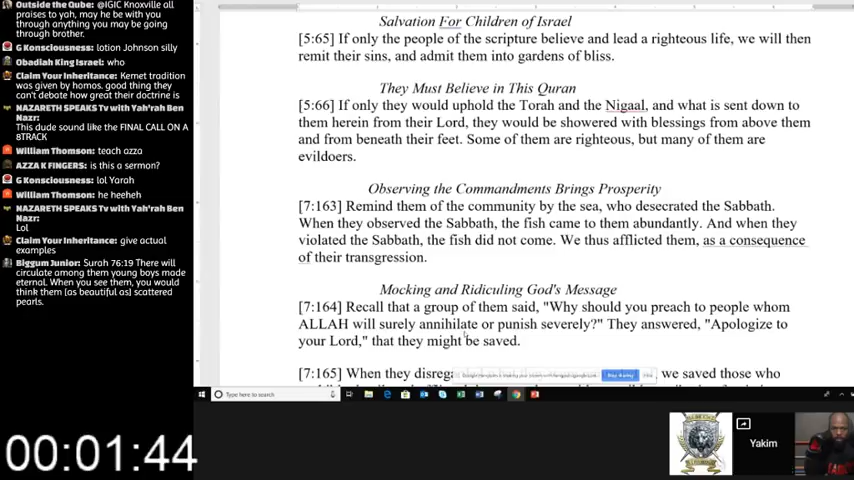 Outside the Qube: @IGIC Knoxville all
praises to yah, may he be with you
through anything you may be going
through brother.
G Konsciousness: lotion Johnson silly
Obadiah King Israel: who
Claim Your Inheritance: Kemet tradition
was given by homos. good thing they
can't debate how great their doctrine is
NAZARETH SPEAKS Tv with Yah'rah Ben
Nazr:
This dude sound like the FINAL CALL ON A
8TRACK
William Thomson: teach azza
AZZA K FINGERS: is this a sermon?
G Konsciousness: lol Yarah
William Thomson: he heeheh
NAZARETH SPEAKS Tv with Yah'rah Ben
Nazr:
Lol
Claim Your Inheritance: give actual
examples
Biggum Junior: Surah 76:19 There will
circulate among them young boys made
eternal. When you see them, you would
think them [as beautiful as] scattered
pearls.
00:01:44
Salvation For Children of Israel
[5:65] If only the people of the scripture believe and lead a righteous life, we will then
remit their sins, and admit them into gardens of bliss.
They Must Believe in This Quran
[5:66] If only they would uphold the Torah and the Nigaal, and what is sent down to
them herein from their Lord, they would be showered with blessings from above them
and from beneath their feet. Some of them are righteous, but many of them are
evildoers.
Observing the Commandments Brings Prosperity
[7:163] Remind them of the community by the sea, who desecrated the Sabbath.
When they observed the Sabbath, the fish came to them abundantly. And when they
violated the Sabbath, the fish did not come. We thus afflicted them, as a consequence
of their transgression.
Mocking and Ridiculing God's Message
[7:164] Recall that a group of them said, "Why should you preach to people whom
ALLAH will surely annihilate or punish severely?" They answered, "Apologize to
your Lord," that they might be saved.
[7:165] When they disreg we saved those who
Type here to search
Yakim